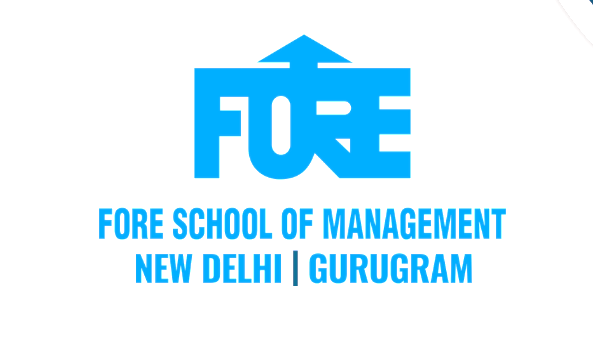 FORE
FORE SCHOOL OF MANAGEMENT
NEW DELHI | GURUGRAM